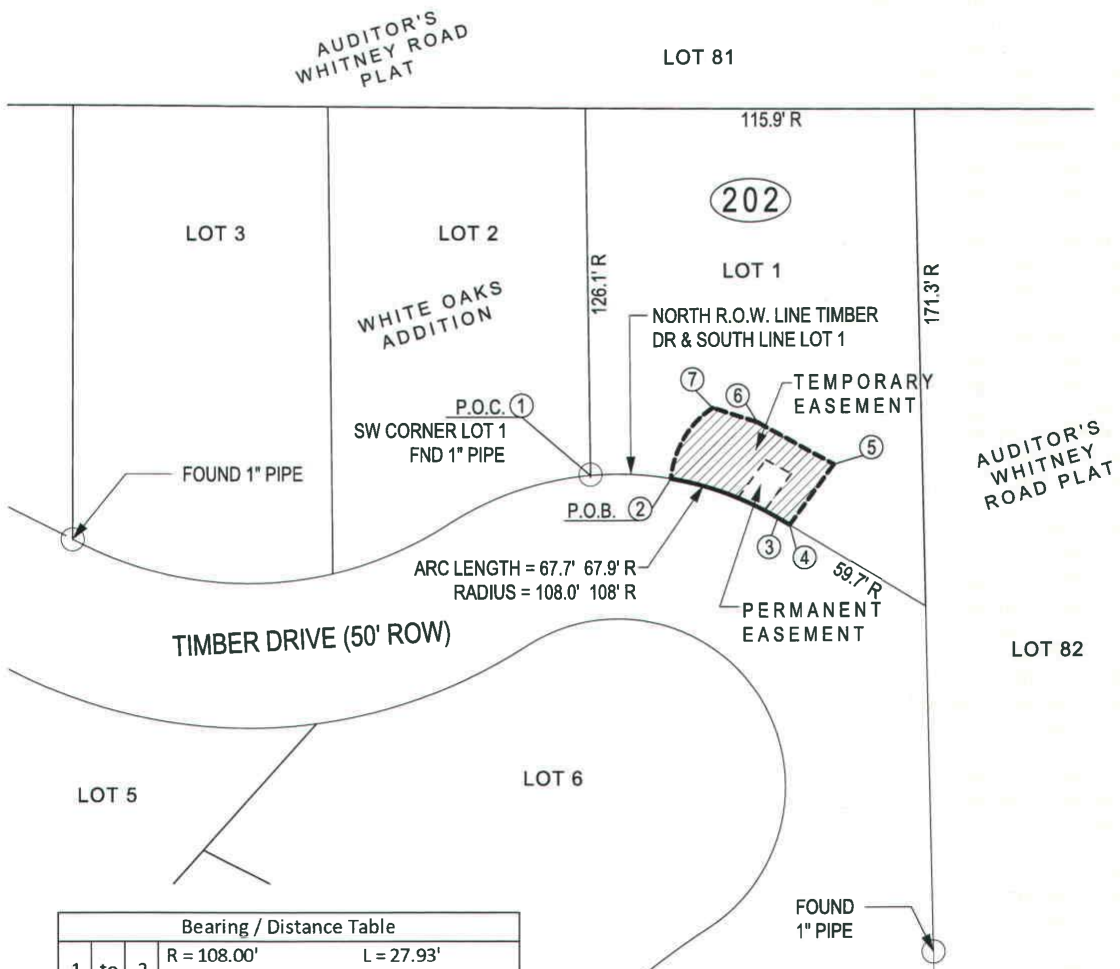 AUDITOR'S
WHITNEY ROAD
PLAT
LOT 81
115.9' R
202
LOT 3
LOT 2
LOT 1
126.1' R
171.3' R
WHITE OAKS
ADDITION
NORTH R.O.W. LINE TIMBER
DR & SOUTH LINE LOT 1
7
6
TEMPORARY
EASEMENT
P.O.C. 1
SW CORNER LOT 1
FND 1" PIPE
5
AUDITOR'S
WHITNEY
ROAD PLAT
FOUND 1" PIPE
P.O.B. 2
3
4
ARC LENGTH = 67.7' 67.9' R
RADIUS = 108.0' 108' R
59.7' R
PERMANENT
EASEMENT
TIMBER DRIVE (50' ROW)
LOT 82
LOT 5
LOT 6
FOUND
1" PIPE
Bearing / Distance Table
1 to 2 R = 108.00' L = 27.93'